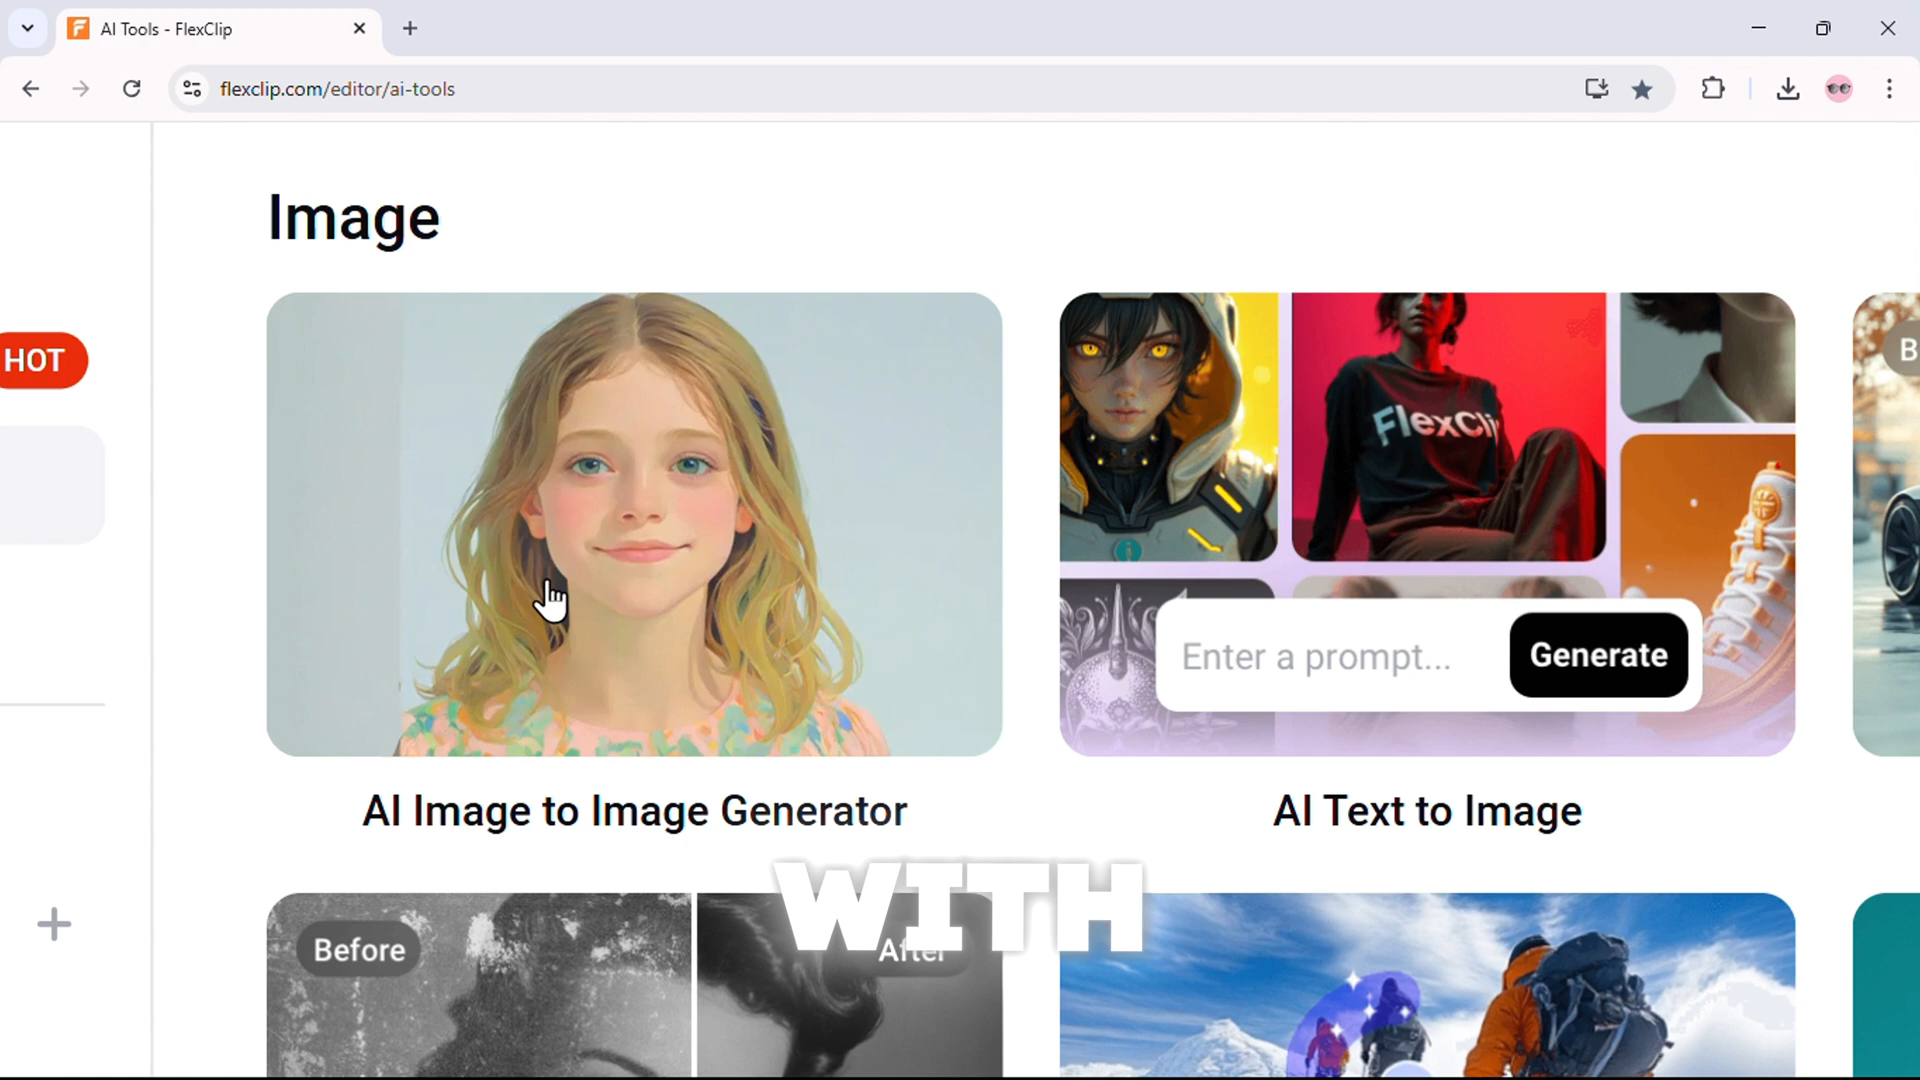 AI Tools - FlexClip
flexclip.com/editor/ai-tools
Image
HOT
FlexCli
B
Enter a prompt...
Generate
AI Image to Image Generator
AI Text to Image
WITH
Before
After